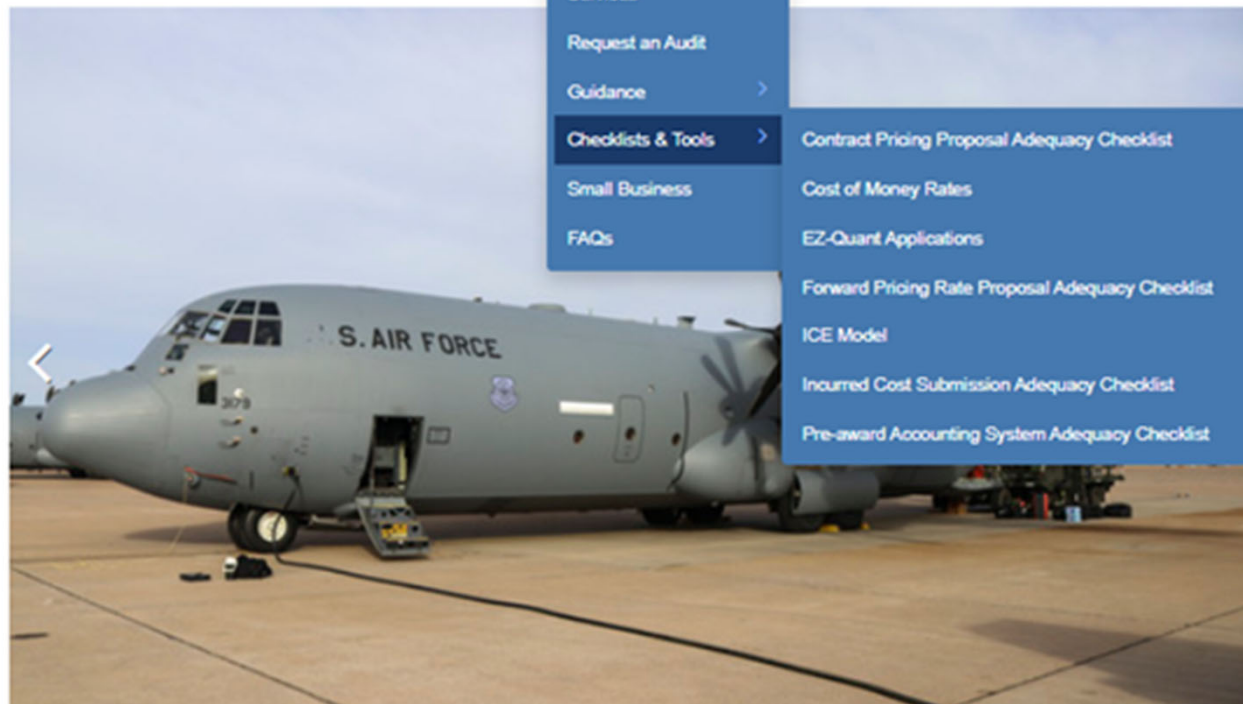 Request an Audit
Guidance
Checklists & Tools
Small Business
FAQs
Contract Pricing Proposal Adequacy Checklist
Cost of Money Rates
EZ-Quant Applications
Forward Pricing Rate Proposal Adequacy Checklist
ICE Model
Incurred Cost Submission Adequacy Checklist
Pre-award Accounting System Adequacy Checklist
S. AIR FORCE
3179